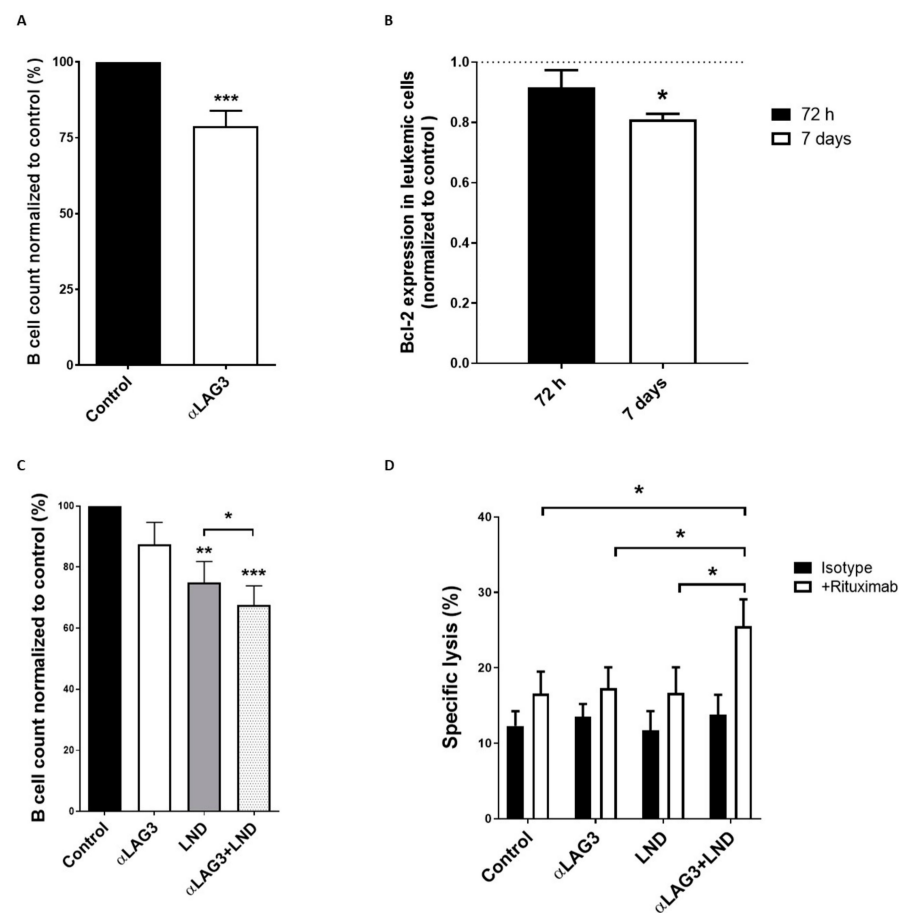 A
B cell count normalized to control (%)
100
75
50
25
0
***
Control
αLAG3
B
Bcl-2 expression in leukemic cells
(normalized to control )
1.0
0.8
0.6
0.4
0.2
0.0
*
72 h
7 days
72 h
7 days
C
B cell count normalized to control (%)
100
80
60
40
20
0
*
**
***
Control
αLAG3
LND
αLAG3+LND
D
Specific lysis (%)
40
30
20
10
0
*
*
*
Isotype
+Rituximab
Control
αLAG3
LND
αLAG3+LND